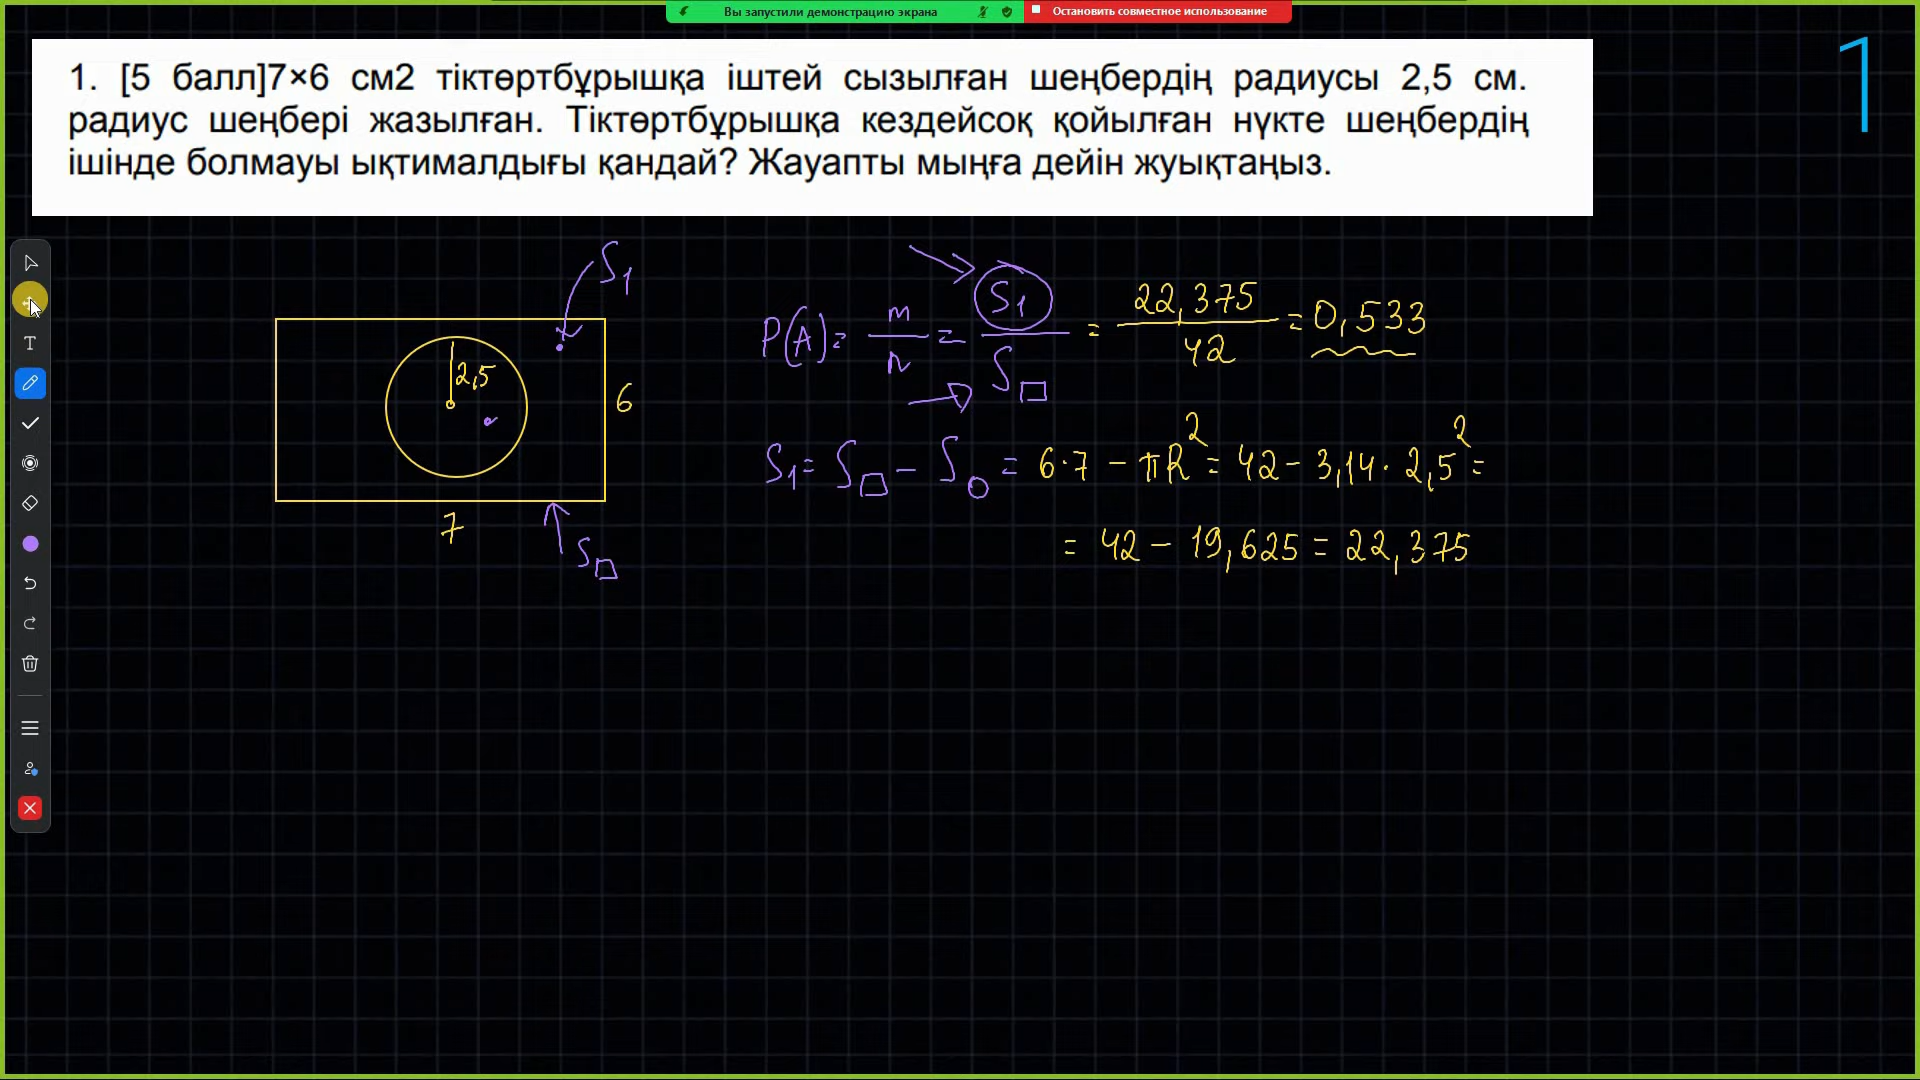 Вы запустили демонстрацию экрана
Остановить совместное использование
1. [5 балл]7×6 см2 тіктөртбұрышқа іштей сызылған шеңбердің радиусы 2,5 см.
радиус шеңбері жазылған. Тіктөртбұрышқа кездейсоқ қойылған нүкте шеңбердің
ішінде болмауы ықтималдығы қандай? Жауапты мыңға дейін жуықтаңыз.
1
S1
2,5
6
7
S□
P(A) = m/n = S1/S□ = 22,375/42 = 0,533
S1 = S□ − S○ = 6·7 − πR² = 42 − 3,14· 2,5² =
= 42 − 19,625 = 22,375
T